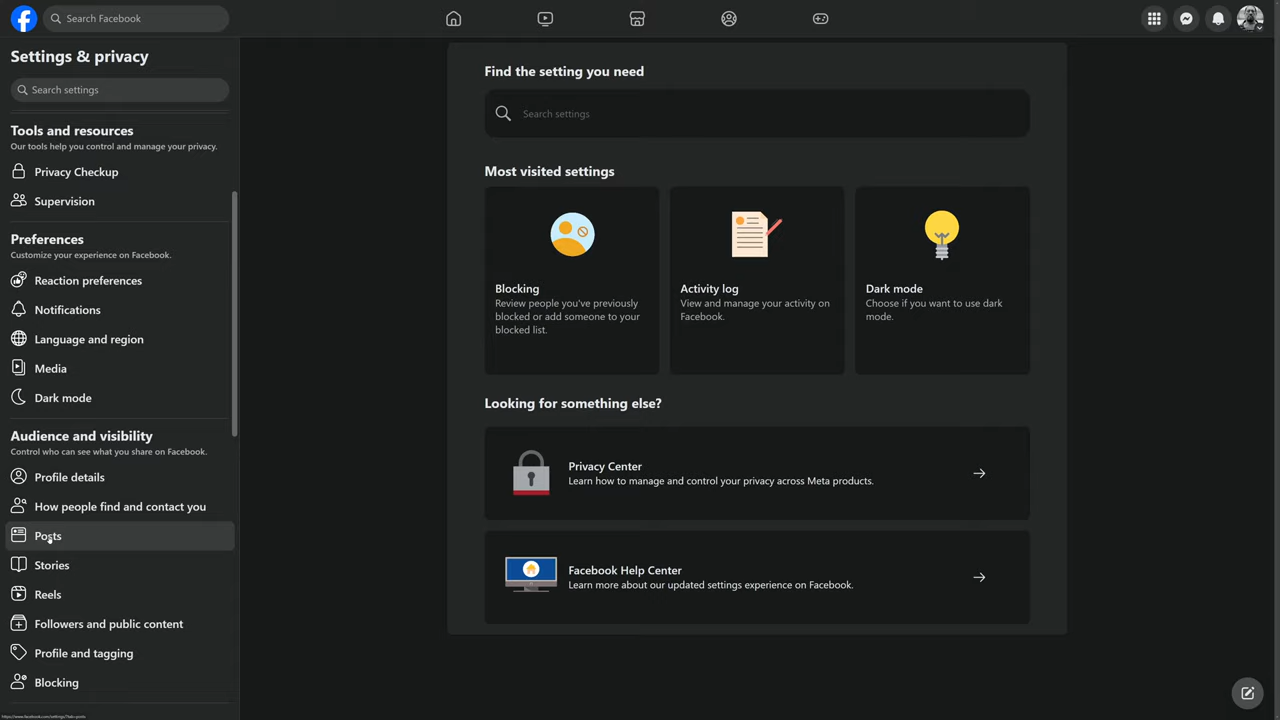 Search Facebook
Settings & privacy
Search settings
Tools and resources
Our tools help you control and manage your privacy.
Privacy Checkup
Supervision
Preferences
Customize your experience on Facebook.
Reaction preferences
Notifications
Language and region
Media
Dark mode
Audience and visibility
Control who can see what you share on Facebook.
Profile details
How people find and contact you
Posts
Stories
Reels
Followers and public content
Profile and tagging
Blocking
https://www.facebook.com/settings/?tab=posts
Find the setting you need
Search settings
Most visited settings
Blocking
Review people you've previously
blocked or add someone to your
blocked list.
Activity log
View and manage your activity on
Facebook.
Dark mode
Choose if you want to use dark
mode.
Looking for something else?
Privacy Center
Learn how to manage and control your privacy across Meta products.
Facebook Help Center
Learn more about our updated settings experience on Facebook.